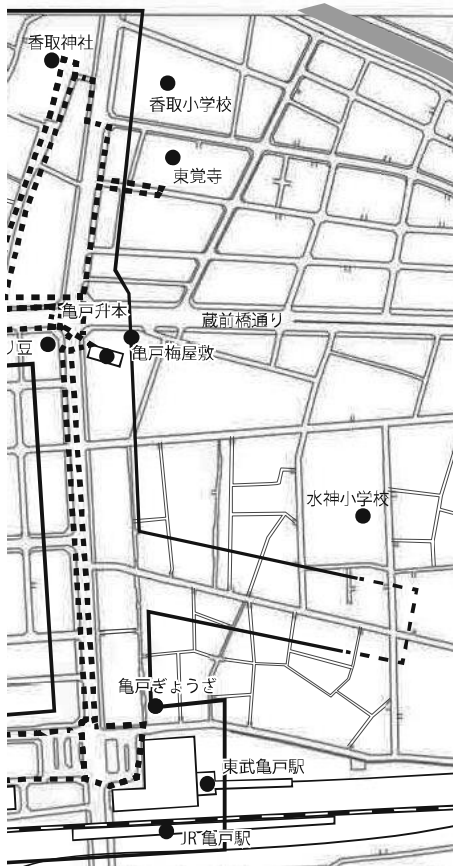 香取神社
香取小学校
東覚寺
亀戸升本
蔵前橋通り
リ豆
亀戸梅屋敷
水神小学校
亀戸ぎょうざ
東武亀戸駅
JR亀戸駅